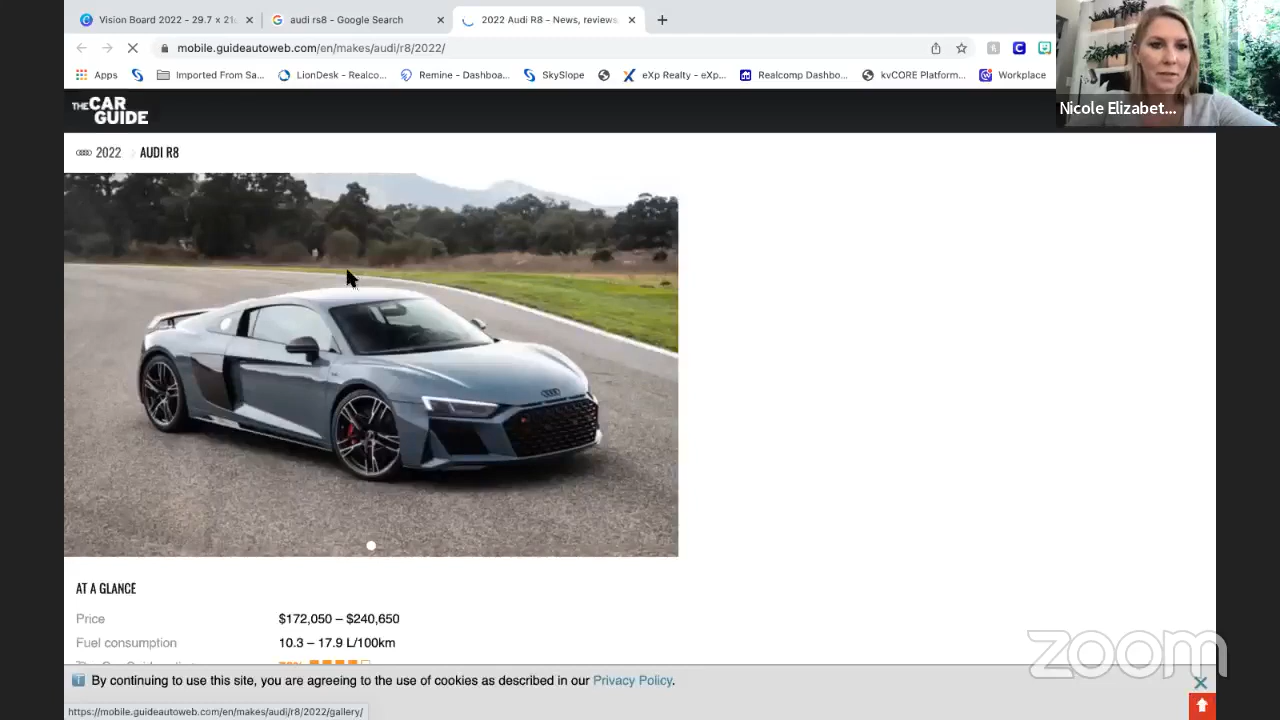 Vision Board 2022 - 29.7 x 21c
audi rs8 - Google Search
2022 Audi R8 - News, reviews,
mobile.guideautoweb.com/en/makes/audi/r8/2022/
Apps
Imported From Sa...
LionDesk - Realco...
Remine - Dashboa...
SkySlope
eXp Realty - eXp...
Realcomp Dashbo...
kvCORE Platform...
Workplace
Nicole Elizabet...
THE CAR
GUIDE
2022 AUDI R8
AT A GLANCE
Price $172,050 – $240,650
Fuel consumption 10.3 – 17.9 L/100km
By continuing to use this site, you are agreeing to the use of cookies as described in our Privacy Policy.
https://mobile.guideautoweb.com/en/makes/audi/r8/2022/gallery/
zoom